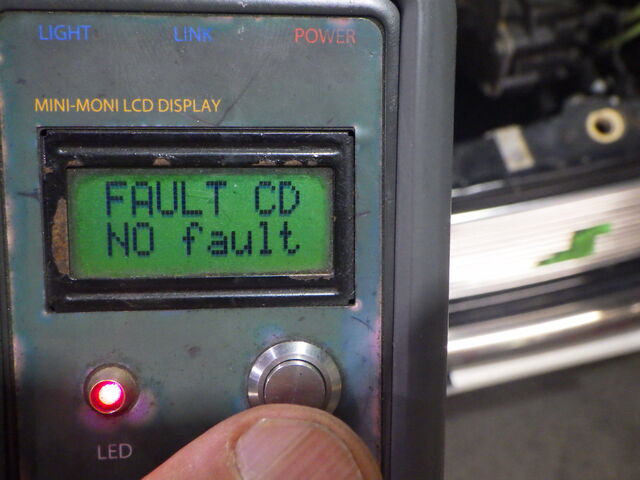 LIGHT LINK POWER
MINI-MONI LCD DISPLAY
FAULT CD
NO fault
LED